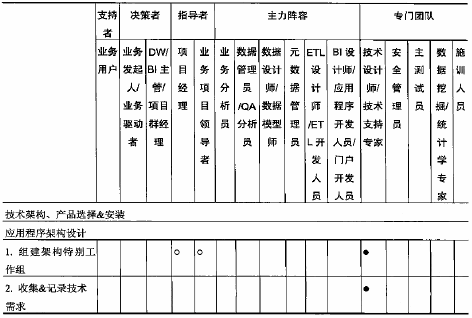 支持者
决策者
指导者
主力阵容
专门团队
业务用户
业务发起人/业务驱动者
DW/BI主管/项目群经理
项目经理
业务项目领导者
业务分析员
数据管理员/QA分析员
数据设计师/数据模型师
元数据管理员
ETL设计师/ETL开发人员
BI设计师/应用程序开发人员/门户开发人员
技术设计师/技术支持专家
安全管理员
主测试员
数据挖掘/统计学专家
施训人员
技术架构、产品选择&安装
应用程序架构设计
1. 组建架构特别工
作组
○ ○ ●
2. 收集&记录技术
需求
●